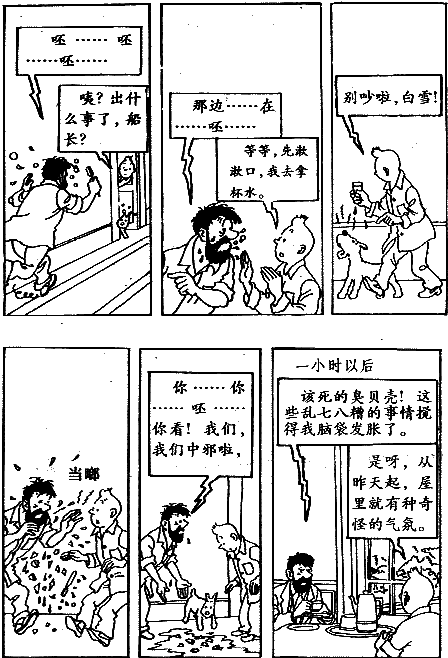 呸 ······ 呸
······ 呸 ······
咦？出什
么事了，船
长？
那边 ······ 在
······ 呸 ······
等等，先漱
漱口，我去拿
杯水。
别吵啦，白雪！
当啷
你 ······ 你
······ 呸 ······
你看！我们，
我们中邪啦，
一小时以后
该死的臭贝壳！这
些乱七八糟的事情搅
得我脑袋发胀了。
是呀，从
昨天起，屋
里就有种奇
怪的气氛。